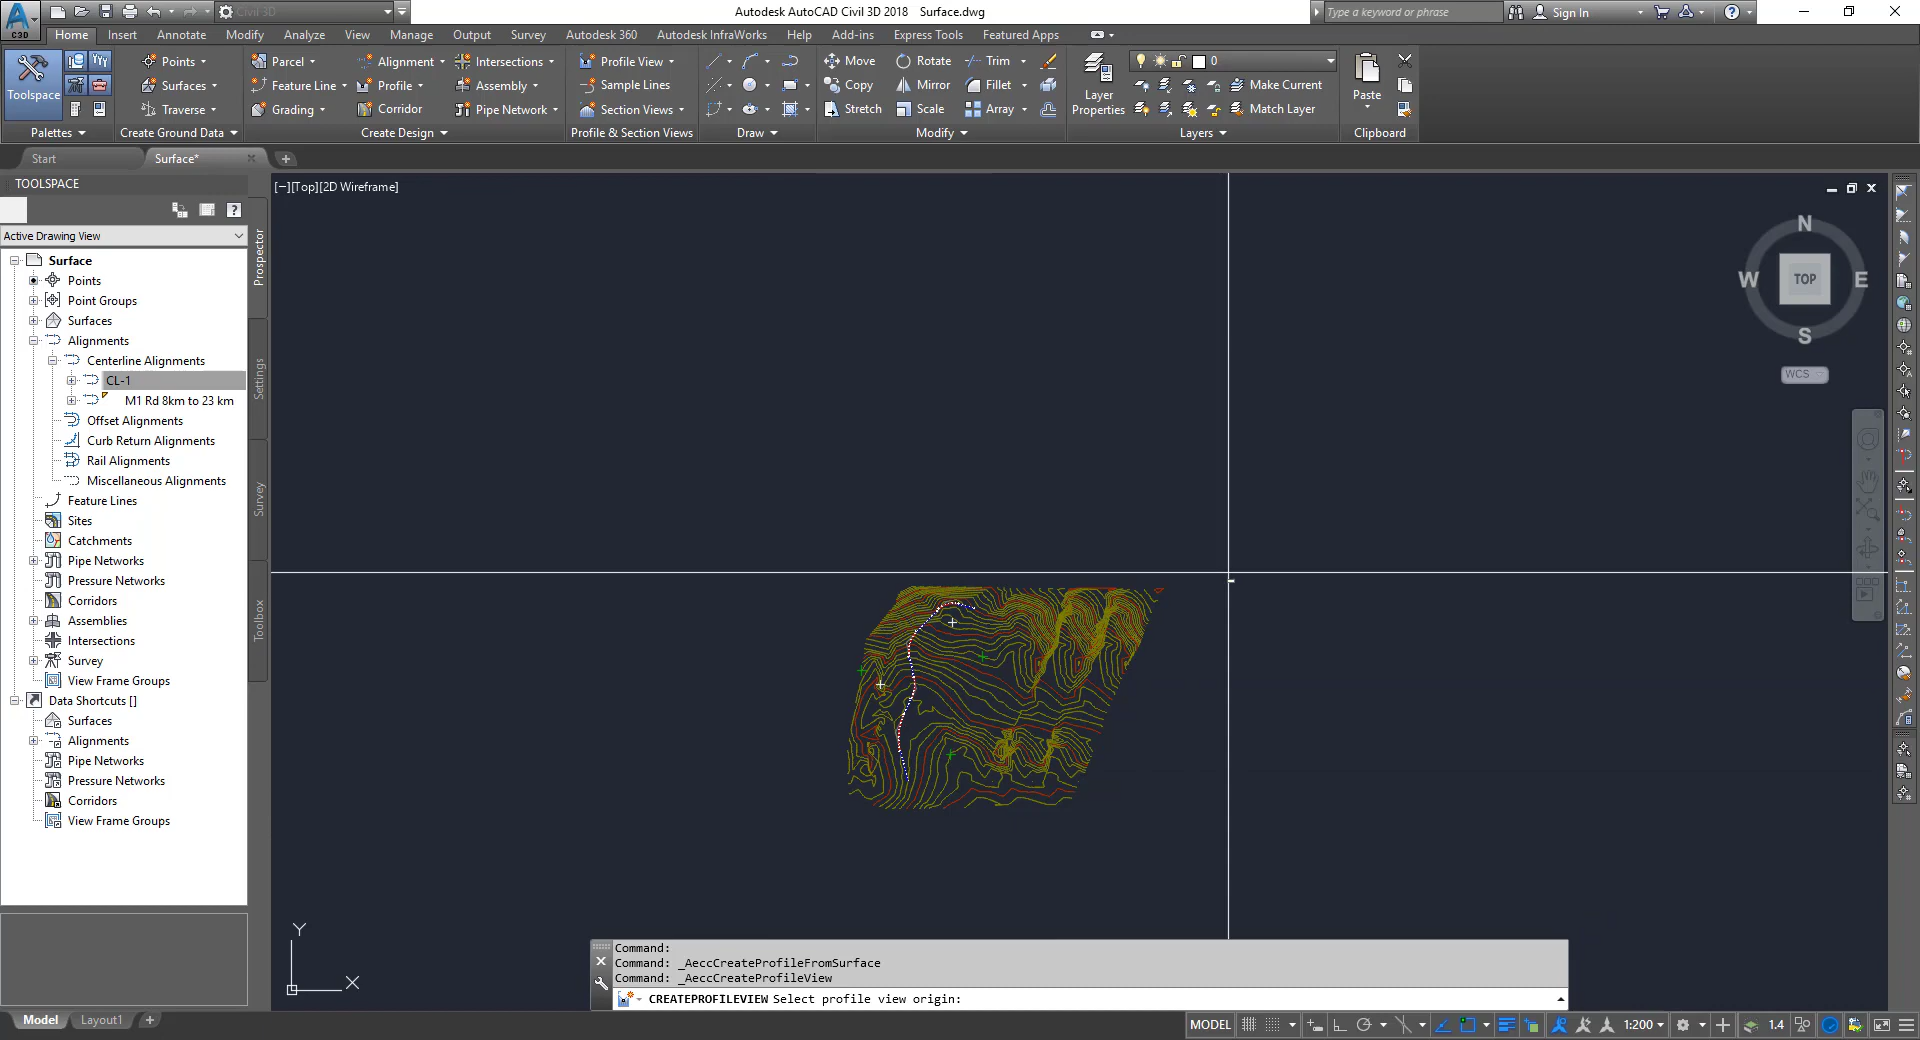 Civil 3D
Autodesk AutoCAD Civil 3D 2018 Surface.dwg
Type a keyword or phrase
Sign In
C3D
Home Insert Annotate Design Modify Analyze View Manage Output Survey Autodesk 360 Autodesk InfraWorks Help Add-ins Express Tools Featured Apps
Toolspace
Palettes
Points
Surfaces
Traverse
Create Ground Data
Parcel
Feature Line
Grading
Alignment
Profile
Corridor
Intersections
Assembly
Pipe Network
Create Design
Profile View
Sample Lines
Section Views
Profile & Section Views
Draw
Move
Copy
Stretch
Rotate
Mirror
Scale
Trim
Fillet
Array
Modify
Layer
Properties
0
Make Current
Match Layer
Layers
Paste
Clipboard
Start
Surface*
TOOLSPACE
Active Drawing View
Surface
Points
Point Groups
Surfaces
Alignments
Centerline Alignments
CL-1
M1 Rd 8km to 23 km
Offset Alignments
Curb Return Alignments
Rail Alignments
Miscellaneous Alignments
Feature Lines
Sites
Catchments
Pipe Networks
Pressure Networks
Corridors
Assemblies
Intersections
Survey
View Frame Groups
Data Shortcuts []
Surfaces
Alignments
Pipe Networks
Pressure Networks
Corridors
View Frame Groups
Prospector
Settings
Survey
Toolbox
[−][Top][2D Wireframe]
N
W TOP E
S
WCS
Y
X
Command:
Command: _AeccCreateProfileFromSurface
Command: _AeccCreateProfileView
CREATEPROFILEVIEW Select profile view origin:
Model Layout1
MODEL
1:200
1.4